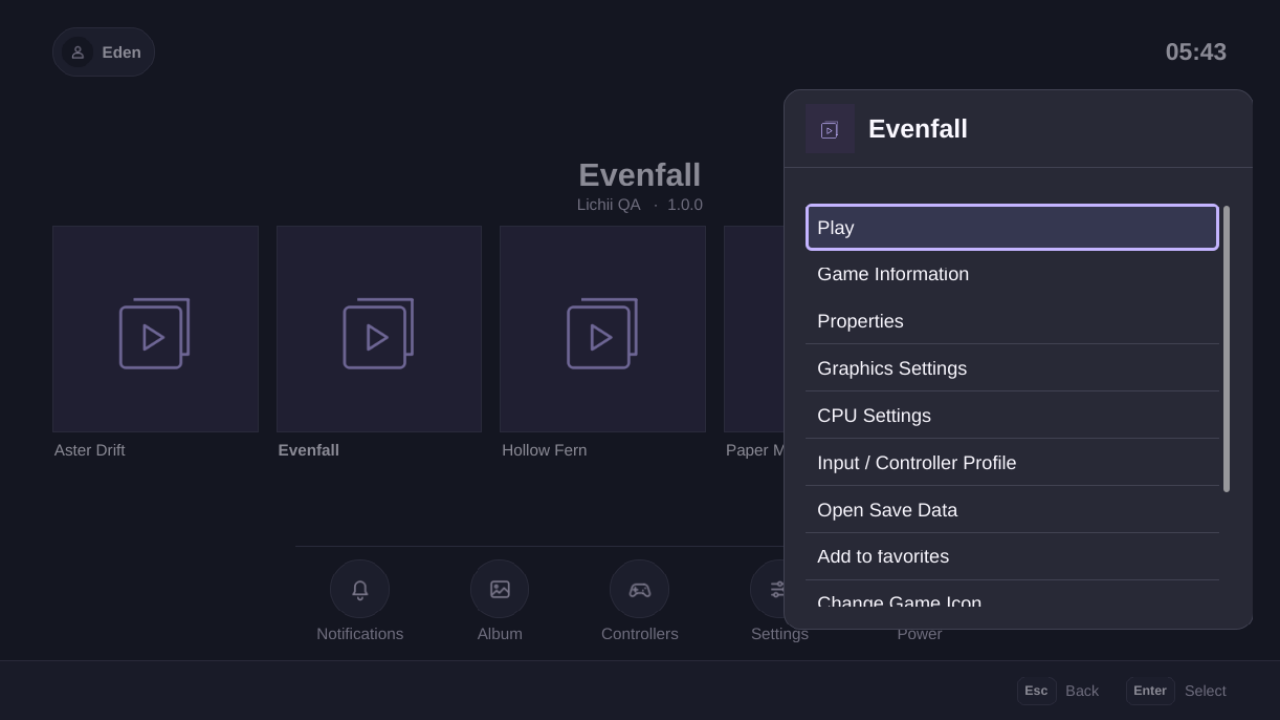 Eden
05:43
Evenfall
Lichii QA · 1.0.0
Aster Drift
Evenfall
Hollow Fern
Paper M
Evenfall
Play
Game Information
Properties
Graphics Settings
CPU Settings
Input / Controller Profile
Open Save Data
Add to favorites
Change Game Icon
Notifications
Album
Controllers
Settings
Power
Esc Back
Enter Select